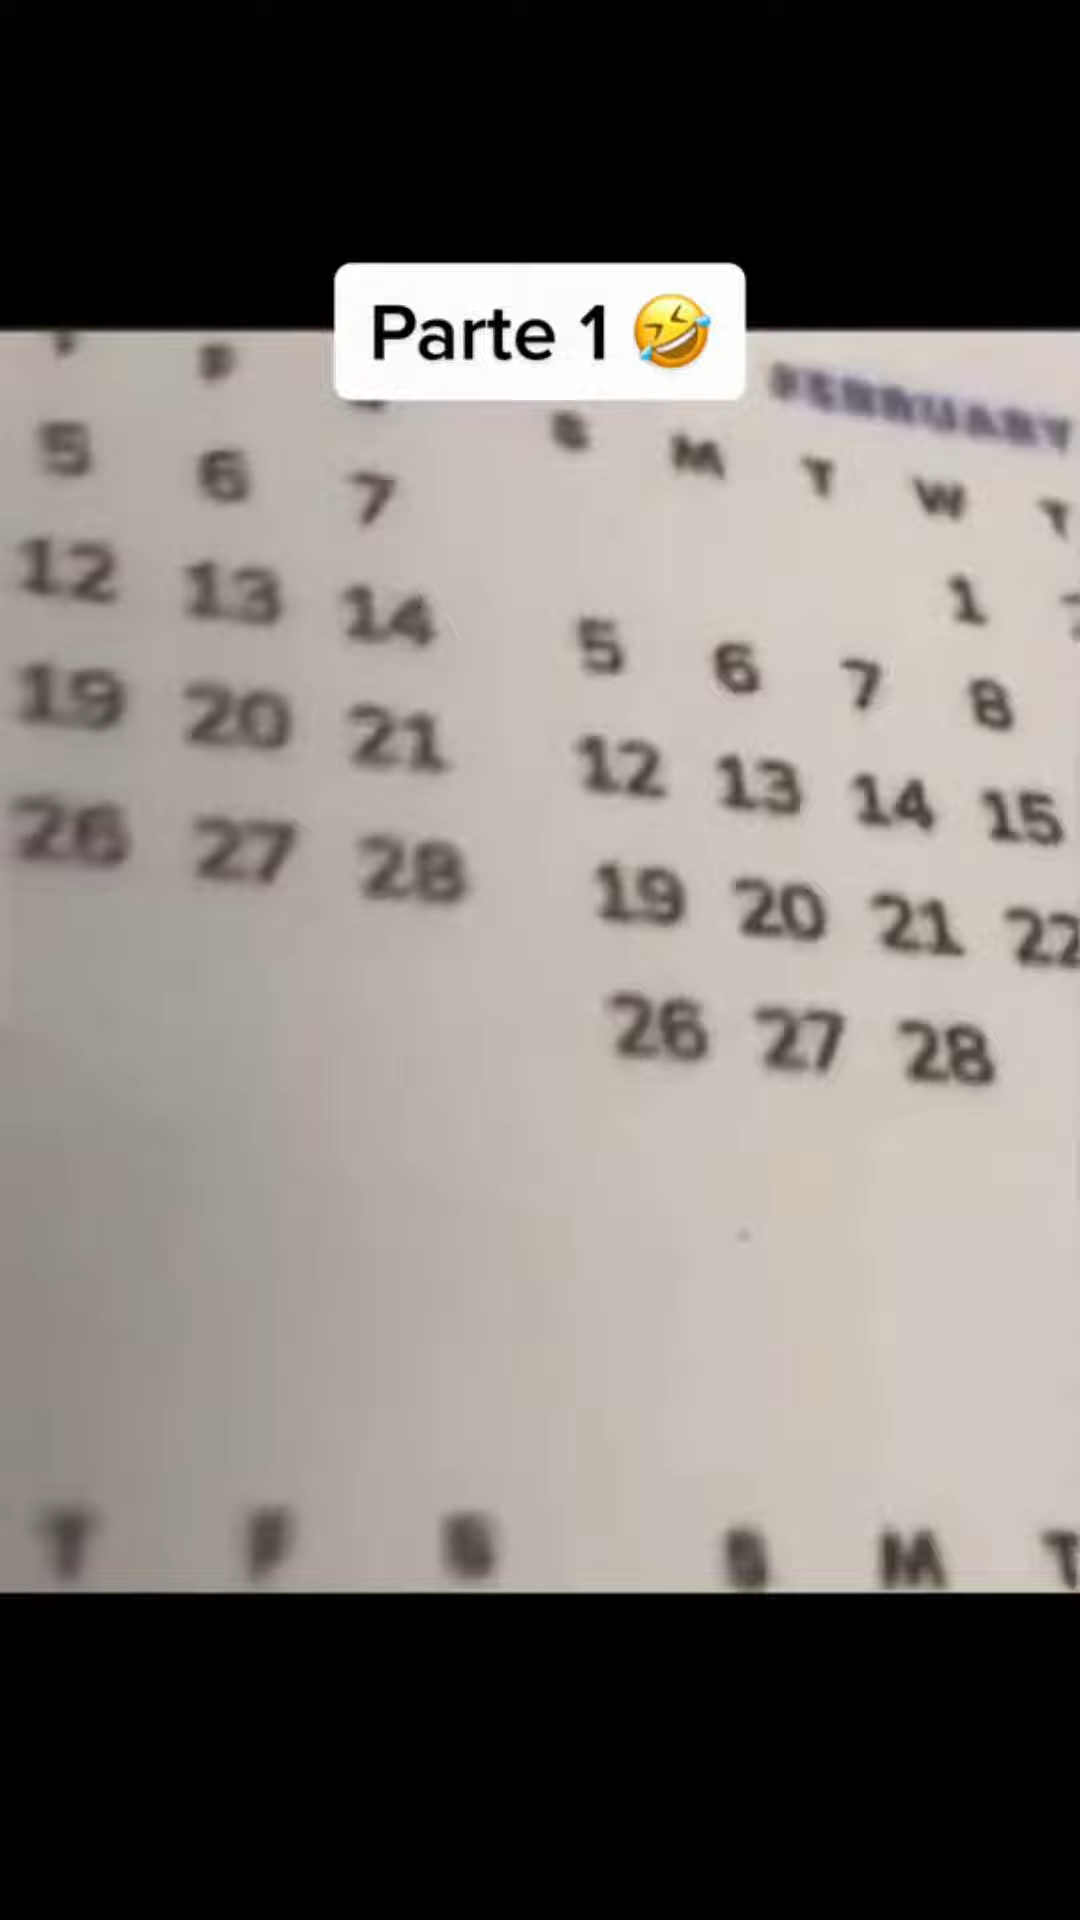 Parte 1 🤣
T F
5 6 7
12 13 14
19 20 21
26 27 28
FEBRUARY
S M T W T
1
5 6 7 8
12 13 14 15
19 20 21 22
26 27 28
T F S
S M T